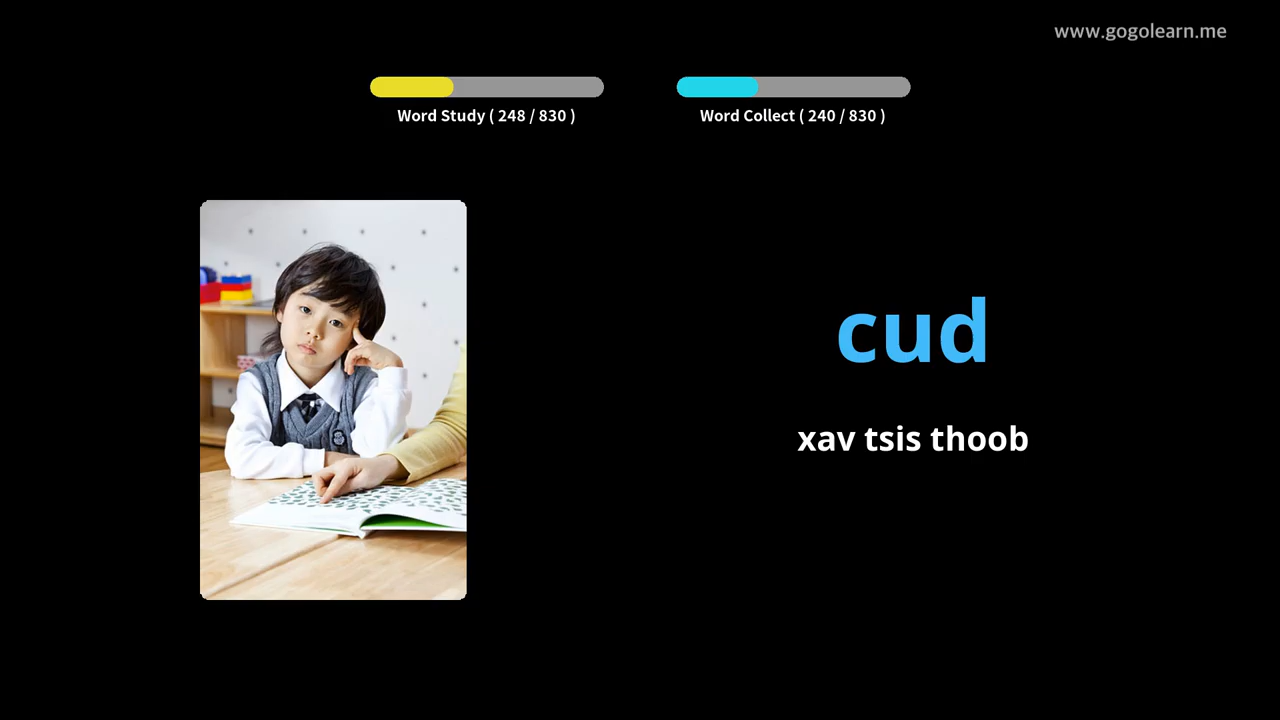 www.gogolearn.me
Word Study ( 248 / 830 )
Word Collect ( 240 / 830 )
cud
xav tsis thoob